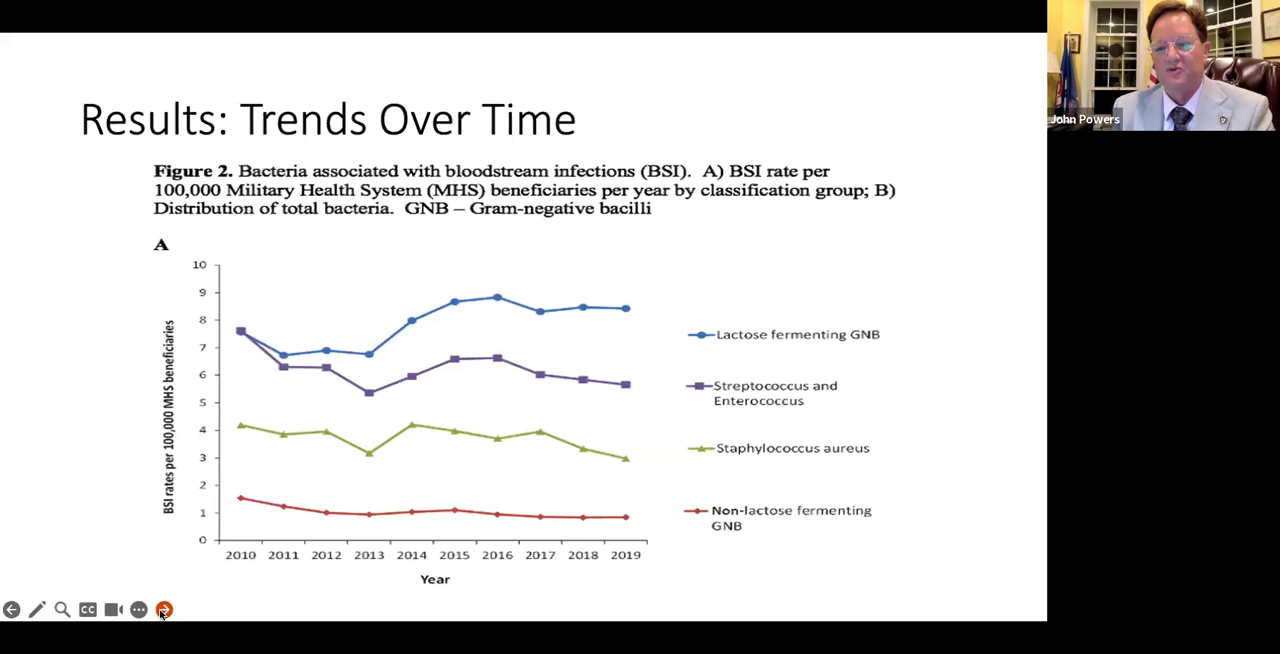 John Powers
Results: Trends Over Time
Figure 2. Bacteria associated with bloodstream infections (BSI). A) BSI rate per
100,000 Military Health System (MHS) beneficiaries per year by classification group; B)
Distribution of total bacteria. GNB – Gram-negative bacilli
A
BSI rates per 100,000 MHS beneficiaries
10
9
8
7
6
5
4
3
2
1
0
2010 2011 2012 2013 2014 2015 2016 2017 2018 2019
Year
Lactose fermenting GNB
Streptococcus and
Enterococcus
Staphylococcus aureus
Non-lactose fermenting
GNB
CC